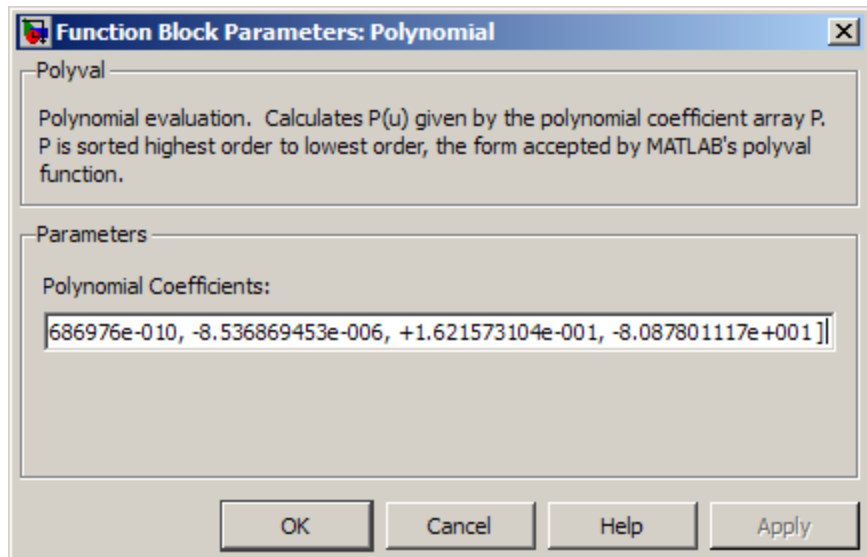 Function Block Parameters: Polynomial
Polyval
Polynomial evaluation. Calculates P(u) given by the polynomial coefficient array P.
P is sorted highest order to lowest order, the form accepted by MATLAB's polyval
function.
Parameters
Polynomial Coefficients:
686976e-010, -8.536869453e-006, +1.621573104e-001, -8.087801117e+001 ]
OK Cancel Help Apply